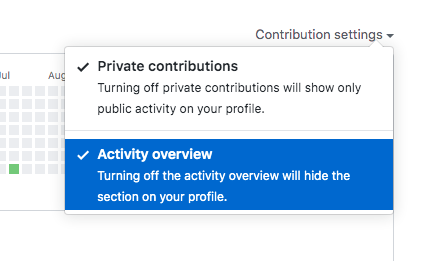 Contribution settings
Jul Aug
Private contributions
Turning off private contributions will show only
public activity on your profile.
Activity overview
Turning off the activity overview will hide the
section on your profile.